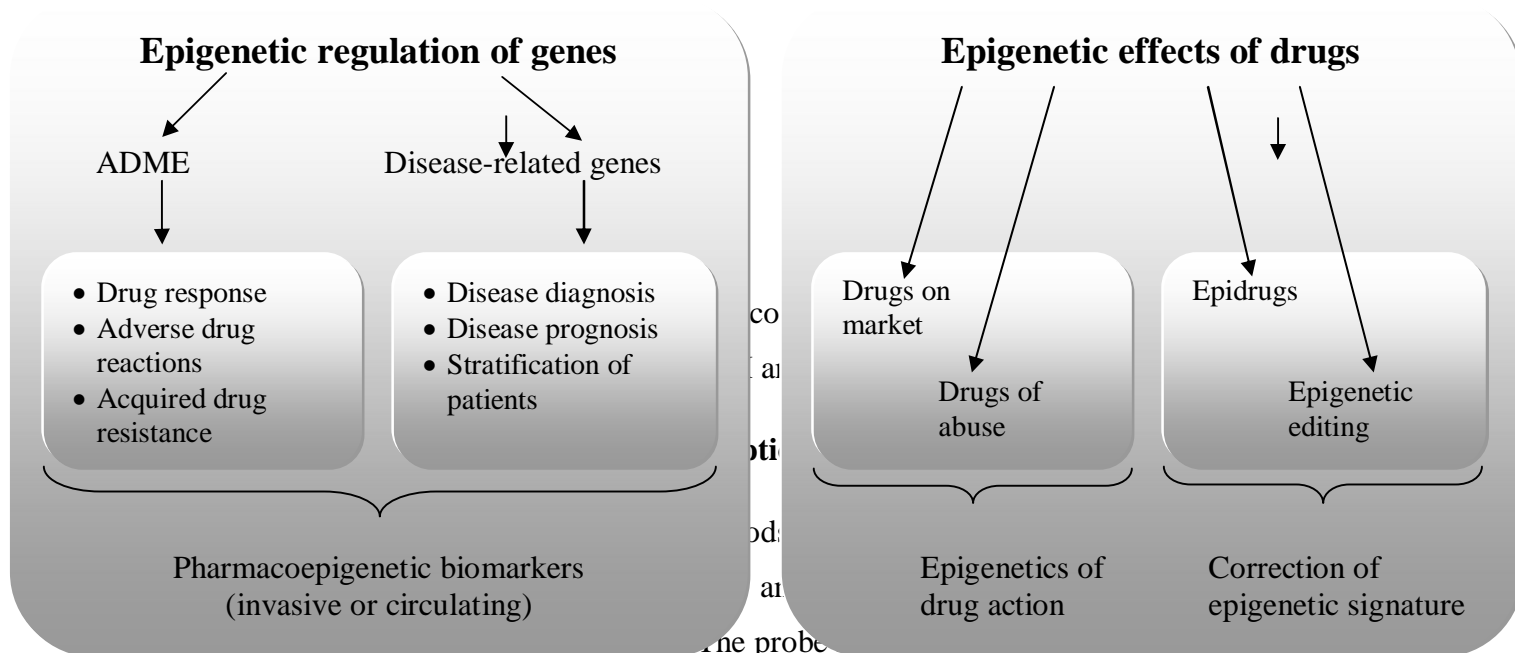 Epigenetic regulation of genes
ADME
Disease-related genes
• Drug response
• Adverse drug
reactions
• Acquired drug
resistance
• Disease diagnosis
• Disease prognosis
• Stratification of
patients
Pharmacoepigenetic biomarkers
(invasive or circulating)
Epigenetic effects of drugs
Drugs on
market
Drugs of
abuse
Epidrugs
Epigenetic
editing
Epigenetics of
drug action
Correction of
epigenetic signature